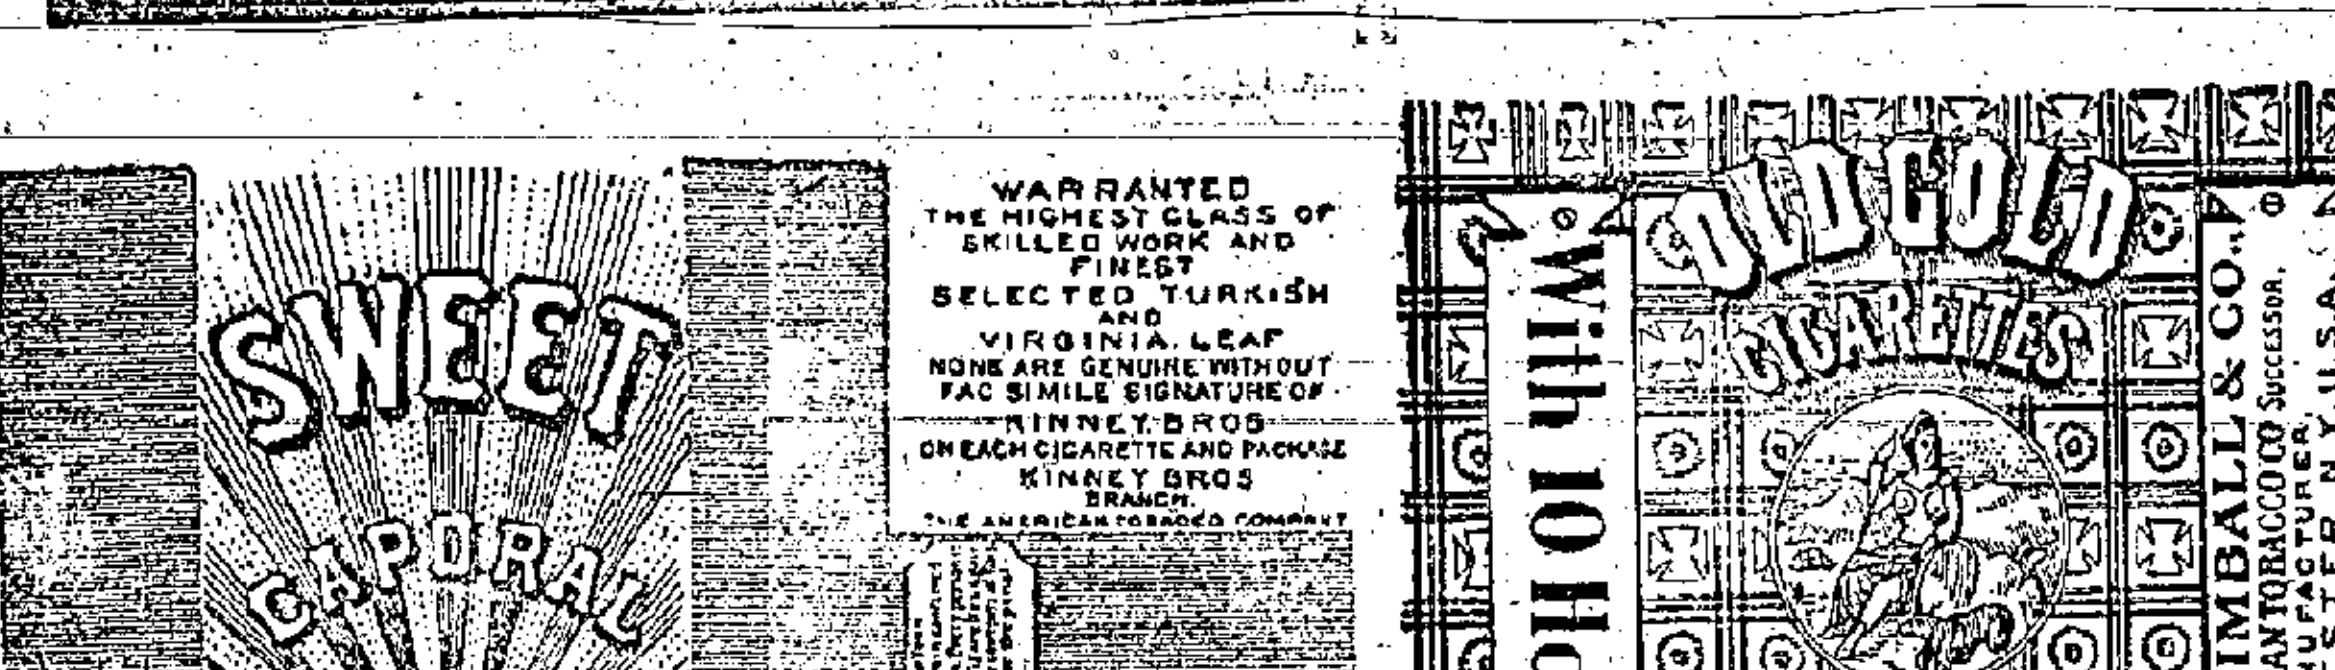 SWEET
CAPORAL
WARRANTED
THE HIGHEST CLASS OF
SKILLED WORK AND
FINEST
SELECTED TURKISH
AND
VIRGINIA LEAF
NONE ARE GENUINE WITHOUT
FAC SIMILE SIGNATURE OF
KINNEY BROS
ON EACH CIGARETTE AND PACKAGE
KINNEY BROS
BRANCH.
THE AMERICAN TOBACCO COMPANY
With 10
OLD GOLD
CIGARETTES
IMBALL & CO.,
AN TOBACCO CO SUCCESSOR.
UFACTURER.
STER N.Y. U.S.A.